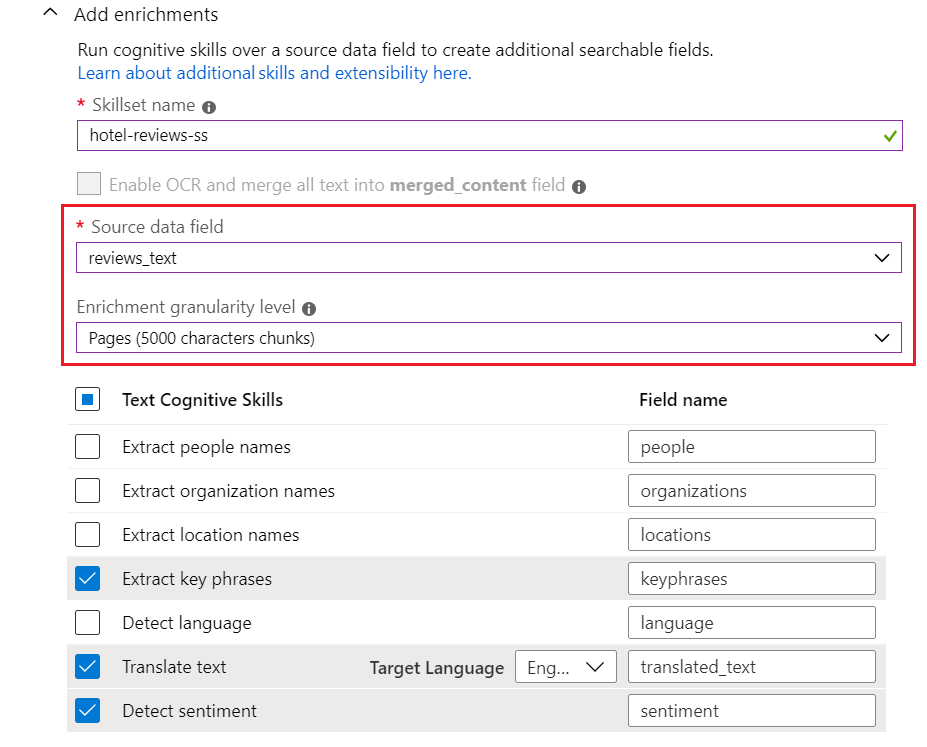 Add enrichments
Run cognitive skills over a source data field to create additional searchable fields.
Learn about additional skills and extensibility here.
* Skillset name
hotel-reviews-ss
Enable OCR and merge all text into merged_content field
* Source data field
reviews_text
Enrichment granularity level
Pages (5000 characters chunks)
Text Cognitive Skills Field name
Extract people names people
Extract organization names organizations
Extract location names locations
Extract key phrases keyphrases
Detect language language
Translate text Target Language Eng... translated_text
Detect sentiment sentiment